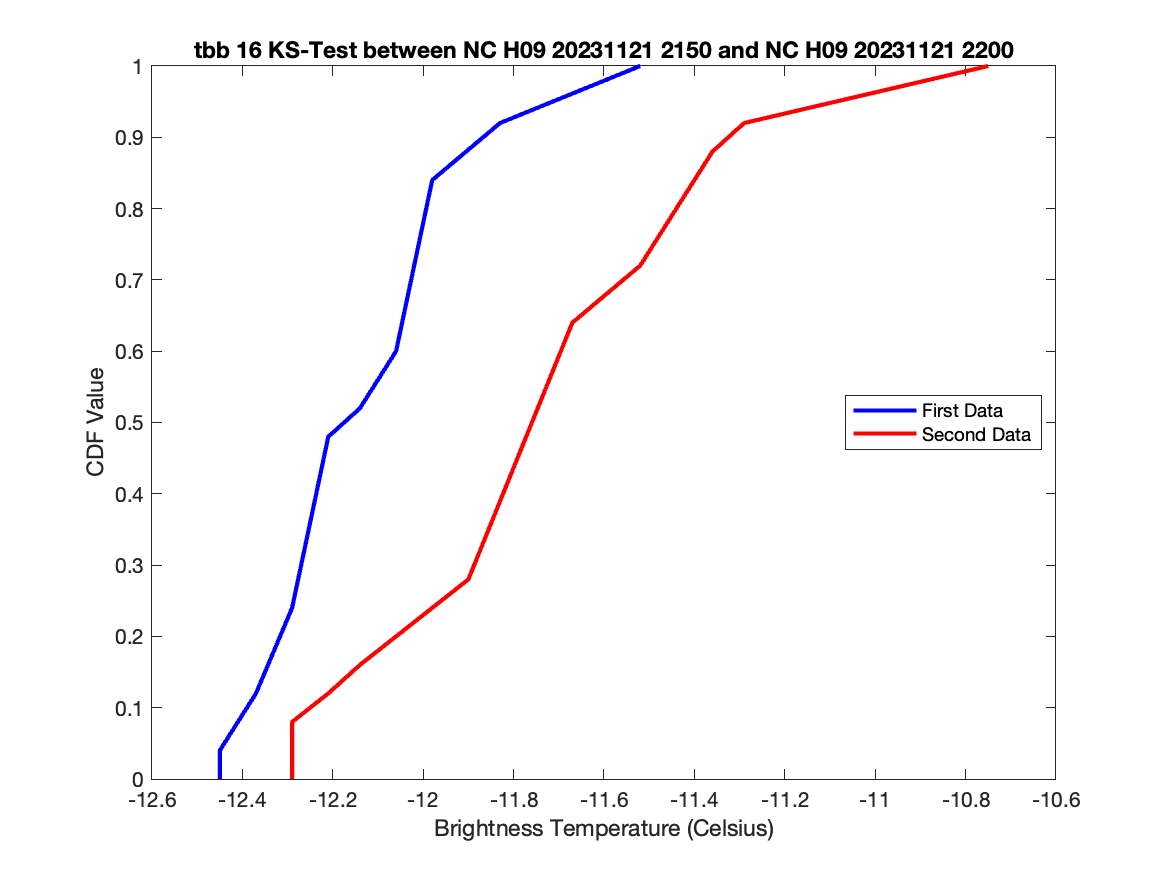 tbb 16 KS-Test between NC H09 20231121 2150 and NC H09 20231121 2200
1
0.9
0.8
0.7
0.6
0.5
0.4
0.3
0.2
0.1
0
CDF Value
First Data
Second Data
-12.6 -12.4 -12.2 -12 -11.8 -11.6 -11.4 -11.2 -11 -10.8 -10.6
Brightness Temperature (Celsius)